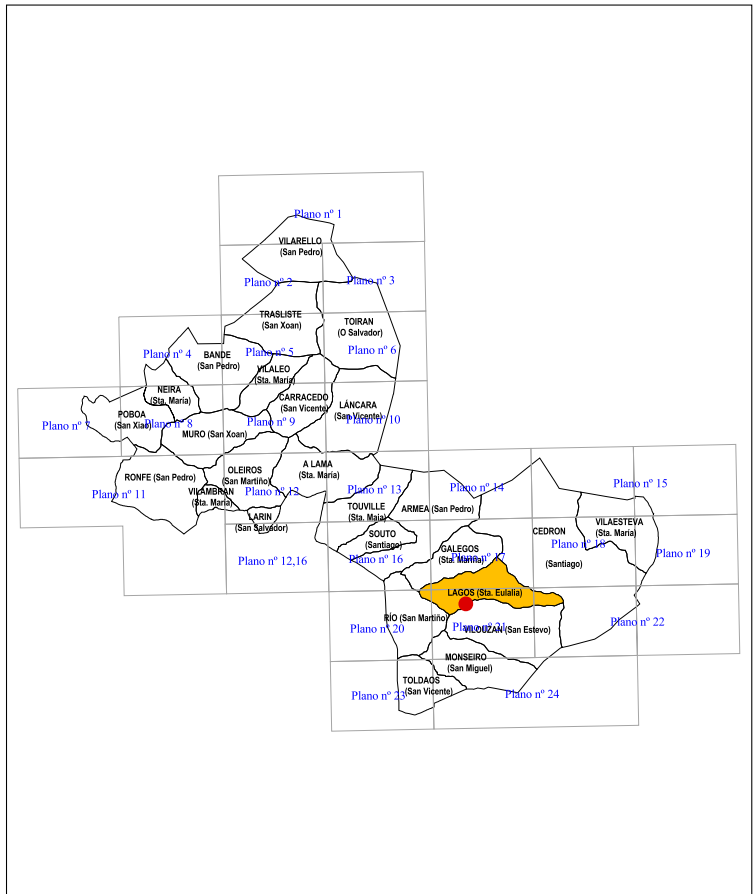 Plano nº 1
VILARELLO
(San Pedro)
Plano nº 2
Plano nº 3
TRASLISTE
(San Xoan)
TOIRAN
(O Salvador)
Plano nº 4
BANDE
(San Pedro)
Plano nº 5
Plano nº 6
VILALEO
(Sta. María)
NEIRA
(Sta. María)
CARRACEDO
(San Vicente)
LÁNCARA
(San Vicente)
Plano nº 7
POBOA
(San Xiao)
Plano nº 8
Plano nº 9
Plano nº 10
MURO (San Xoan)
RONFE (San Pedro)
OLEIROS
(San Martiño)
A LAMA
(Sta. María)
Plano nº 11
VILAMBRAN
(Sta. María)
Plano nº 12
Plano nº 13
Plano nº 14
Plano nº 15
LARIN
(San Salvador)
TOUVILLE
(Sta. Maia)
ARMEA (San Pedro)
VILAESTEVA
(Sta. María)
CEDRON
(Santiago)
SOUTO
(Santiago)
Plano nº 12,16
Plano nº 16
GALEGOS
(Sta. Mariña)
Plano nº 17
Plano nº 18
Plano nº 19
LAGOS (Sta. Eulalia)
RÍO (San Martiño)
Plano nº 20
Plano nº 21
VILOUZAN (San Estevo)
Plano nº 22
MONSEIRO
(San Miguel)
TOLDAOS
(San Vicente)
Plano nº 23
Plano nº 24